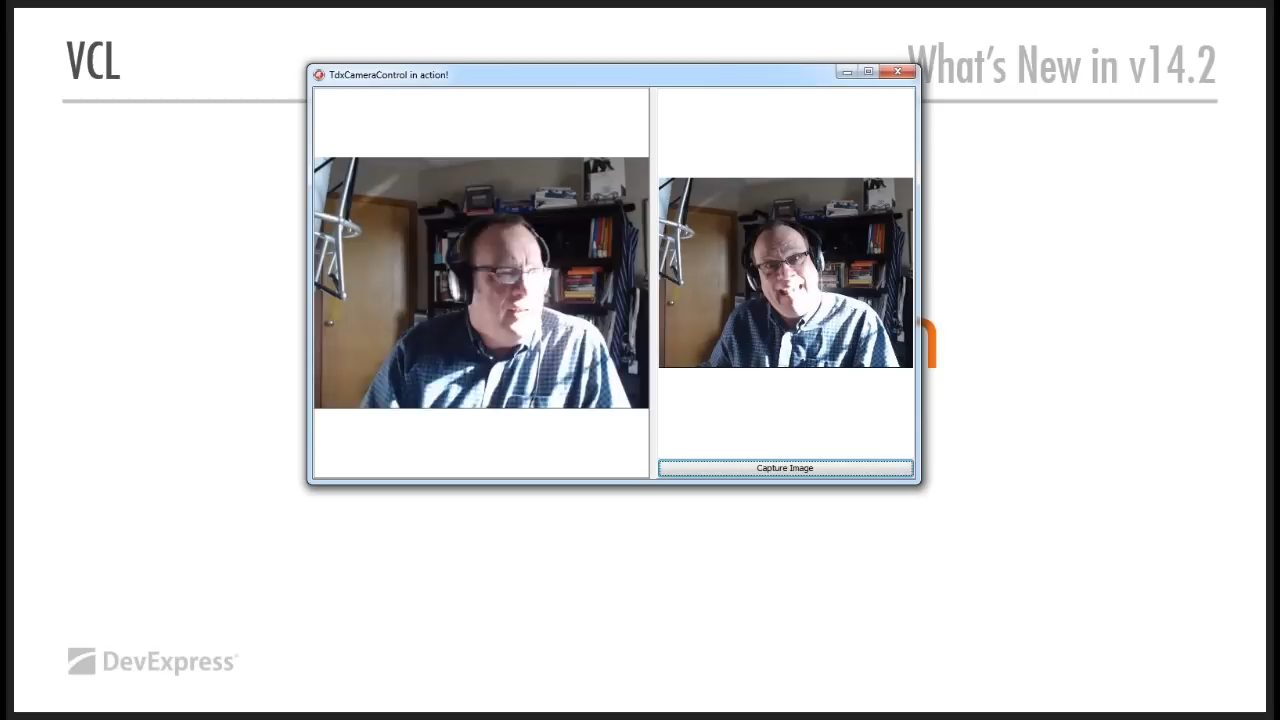 VCL
What's New in v14.2
TdxCameraControl in action!
Capture Image
DevExpress